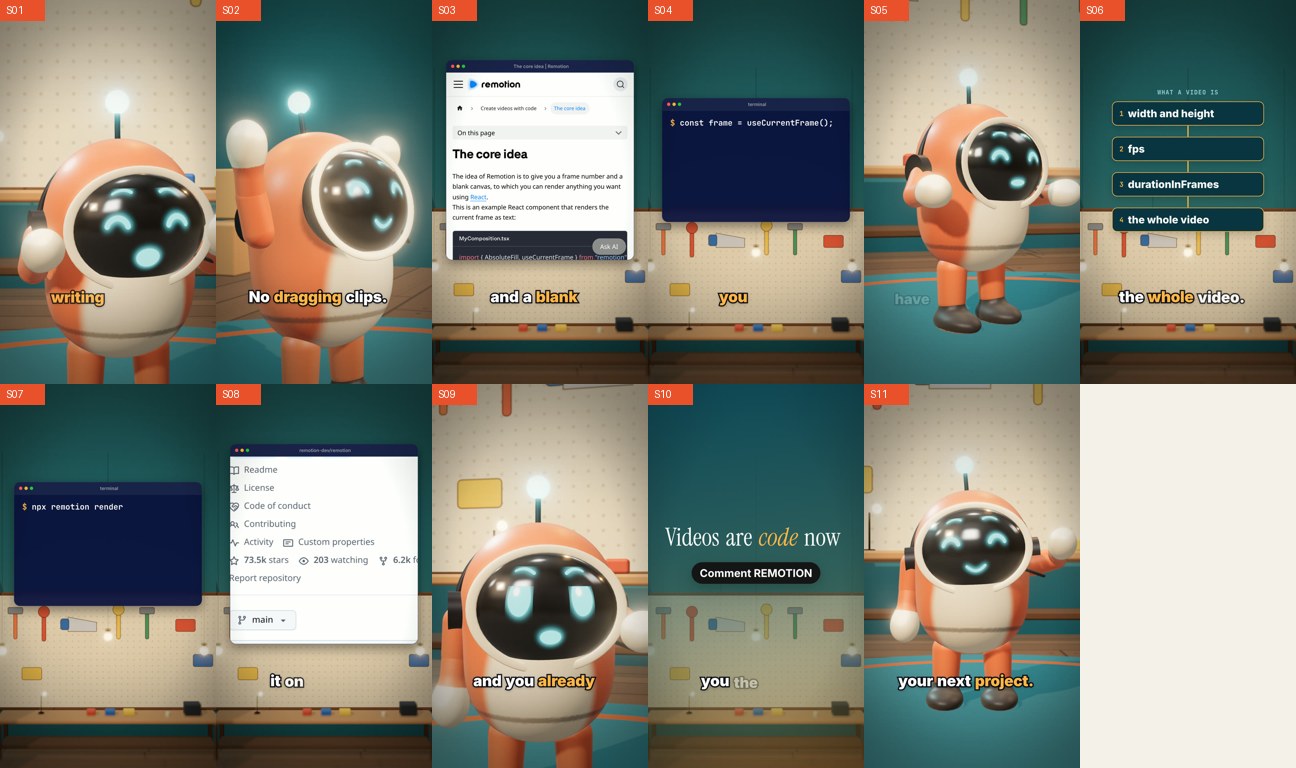 S01
writing
S02
No dragging clips.
S03
The core idea | Remotion
remotion
Create videos with code
The core idea
On this page
The core idea
The idea of Remotion is to give you a frame number and a
blank canvas, to which you can render anything you want
using React.
This is an example React component that renders the
current frame as text:
MyComposition.tsx
Ask AI
import { AbsoluteFill, useCurrentFrame } from "remotion"
and a blank
S04
terminal
$ const frame = useCurrentFrame();
you
S05
have
S06
WHAT A VIDEO IS
1 width and height
2 fps
3 durationInFrames
4 the whole video
the whole video.
S07
terminal
$ npx remotion render
S08
remotion-dev/remotion
Readme
License
Code of conduct
Contributing
Activity
Custom properties
73.5k stars
203 watching
6.2k f
Report repository
main
it on
S09
and you already
S10
Videos are code now
Comment REMOTION
you the
S11
your next project.